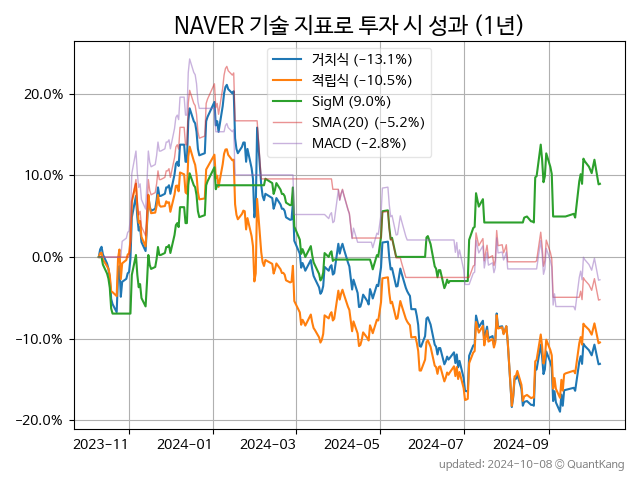 NAVER 기술 지표로 투자 시 성과 (1년)
거치식 (−13.1%)
적립식 (−10.5%)
SigM (9.0%)
SMA(20) (−5.2%)
MACD (−2.8%)
20.0%
10.0%
0.0%
−10.0%
−20.0%
2023-11
2024-01
2024-03
2024-05
2024-07
2024-09
updated: 2024-10-08 © QuantKang